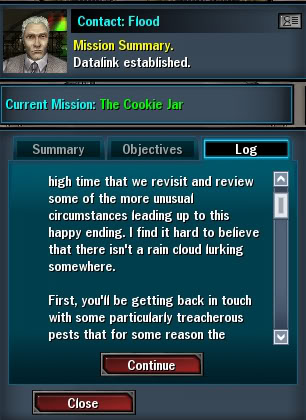 Contact: Flood
Mission Summary.
Datalink established.
Current Mission: The Cookie Jar
Summary
Objectives
Log
high time that we revisit and review
some of the more unusual
circumstances leading up to this
happy ending. I find it hard to believe
that there isn't a rain cloud lurking
somewhere.
First, you'll be getting back in touch
with some particularly treacherous
pests that for some reason the
Continue
Close